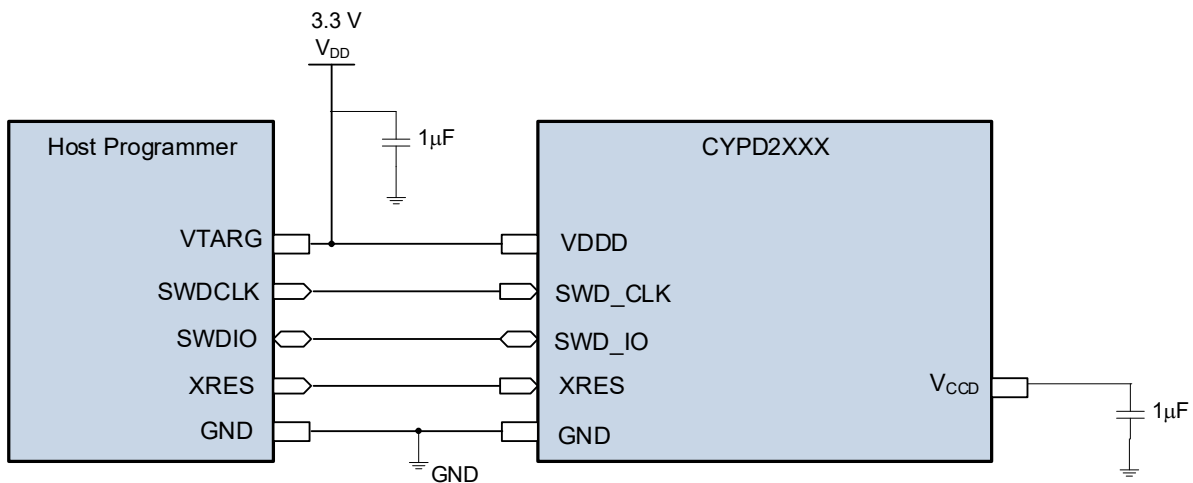 3.3 V
VDD
1μF
Host Programmer
CYPD2XXX
VTARG
VDDD
SWDCLK
SWD_CLK
SWDIO
SWD_IO
XRES
XRES
VCCD
1μF
GND
GND
GND